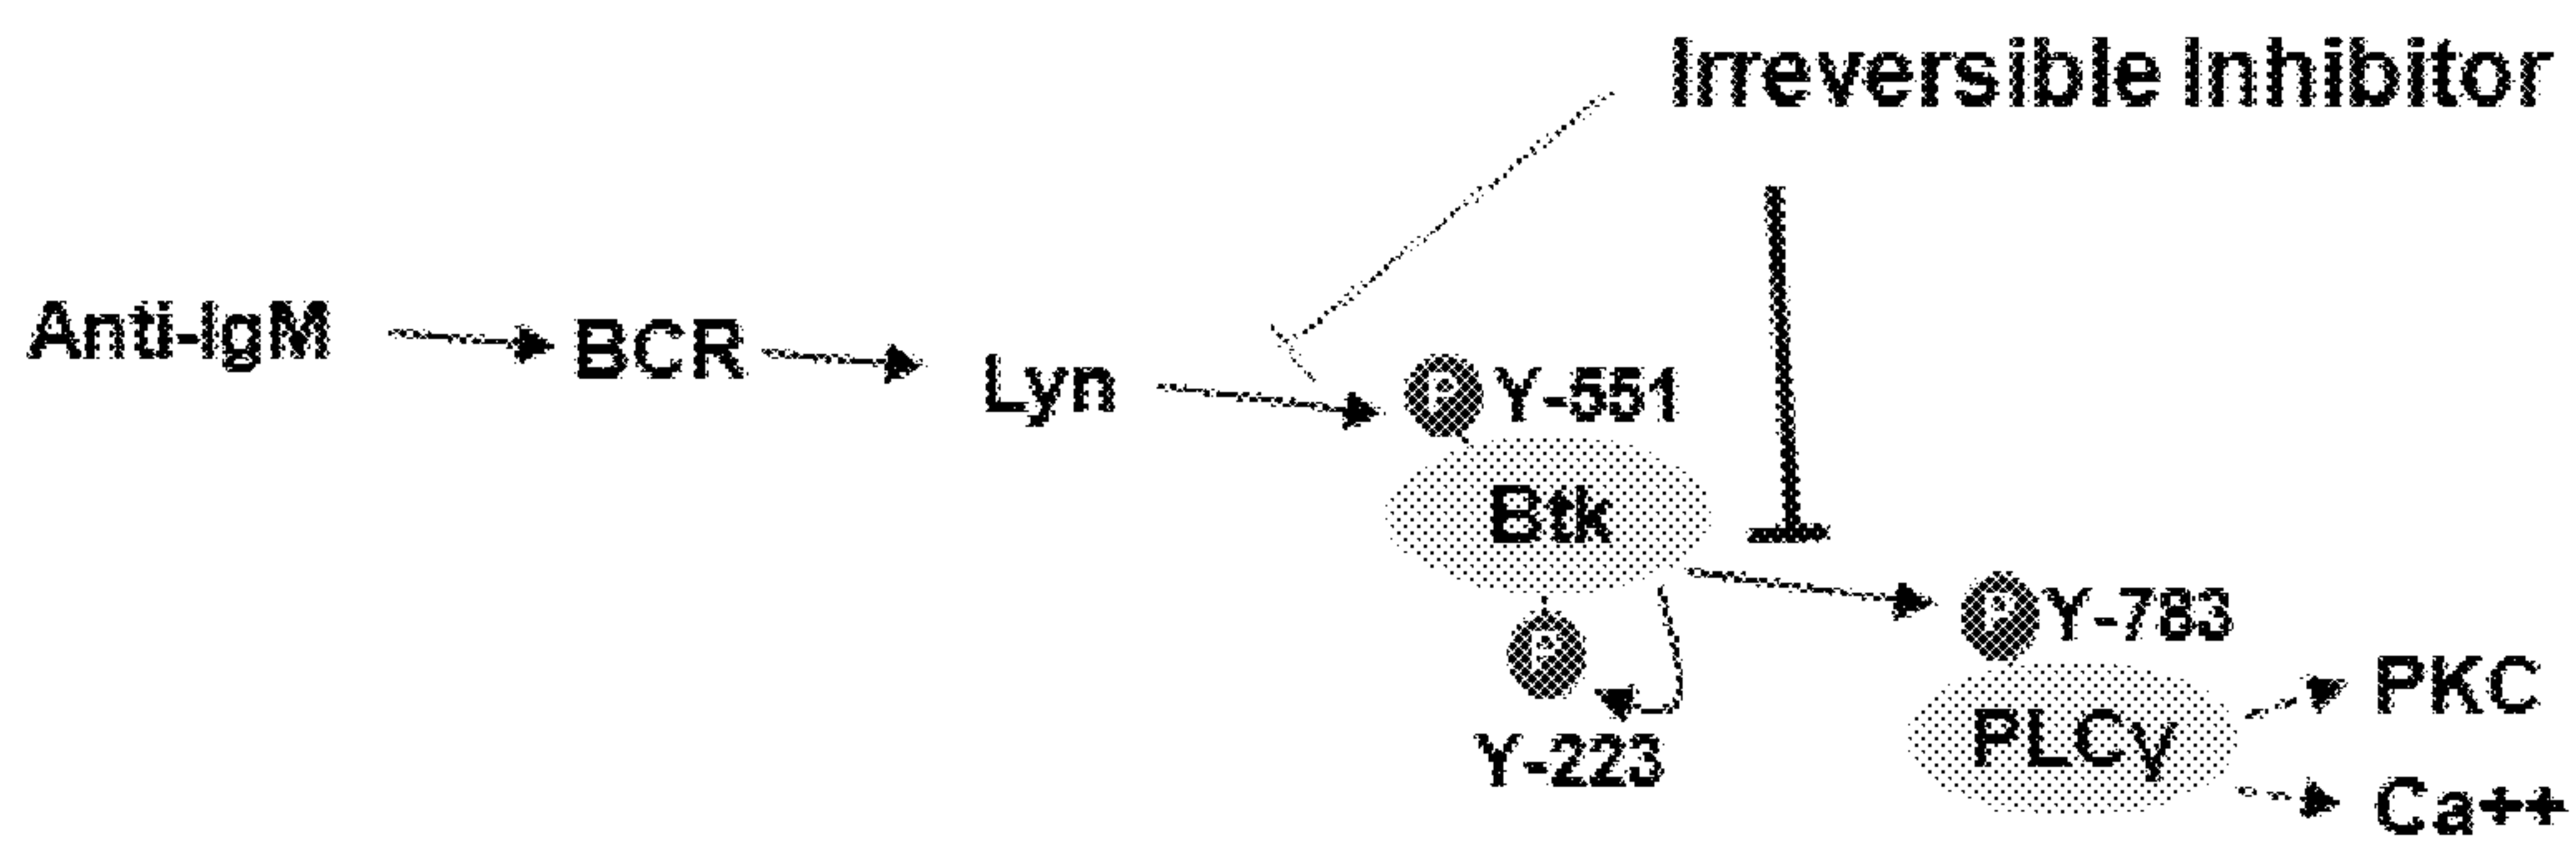 Irreversible Inhibitor
Anti-IgM
BCR
Lyn
P Y-551
Btk
P
Y-223
P Y-783
PLCγ
PKC
Ca++